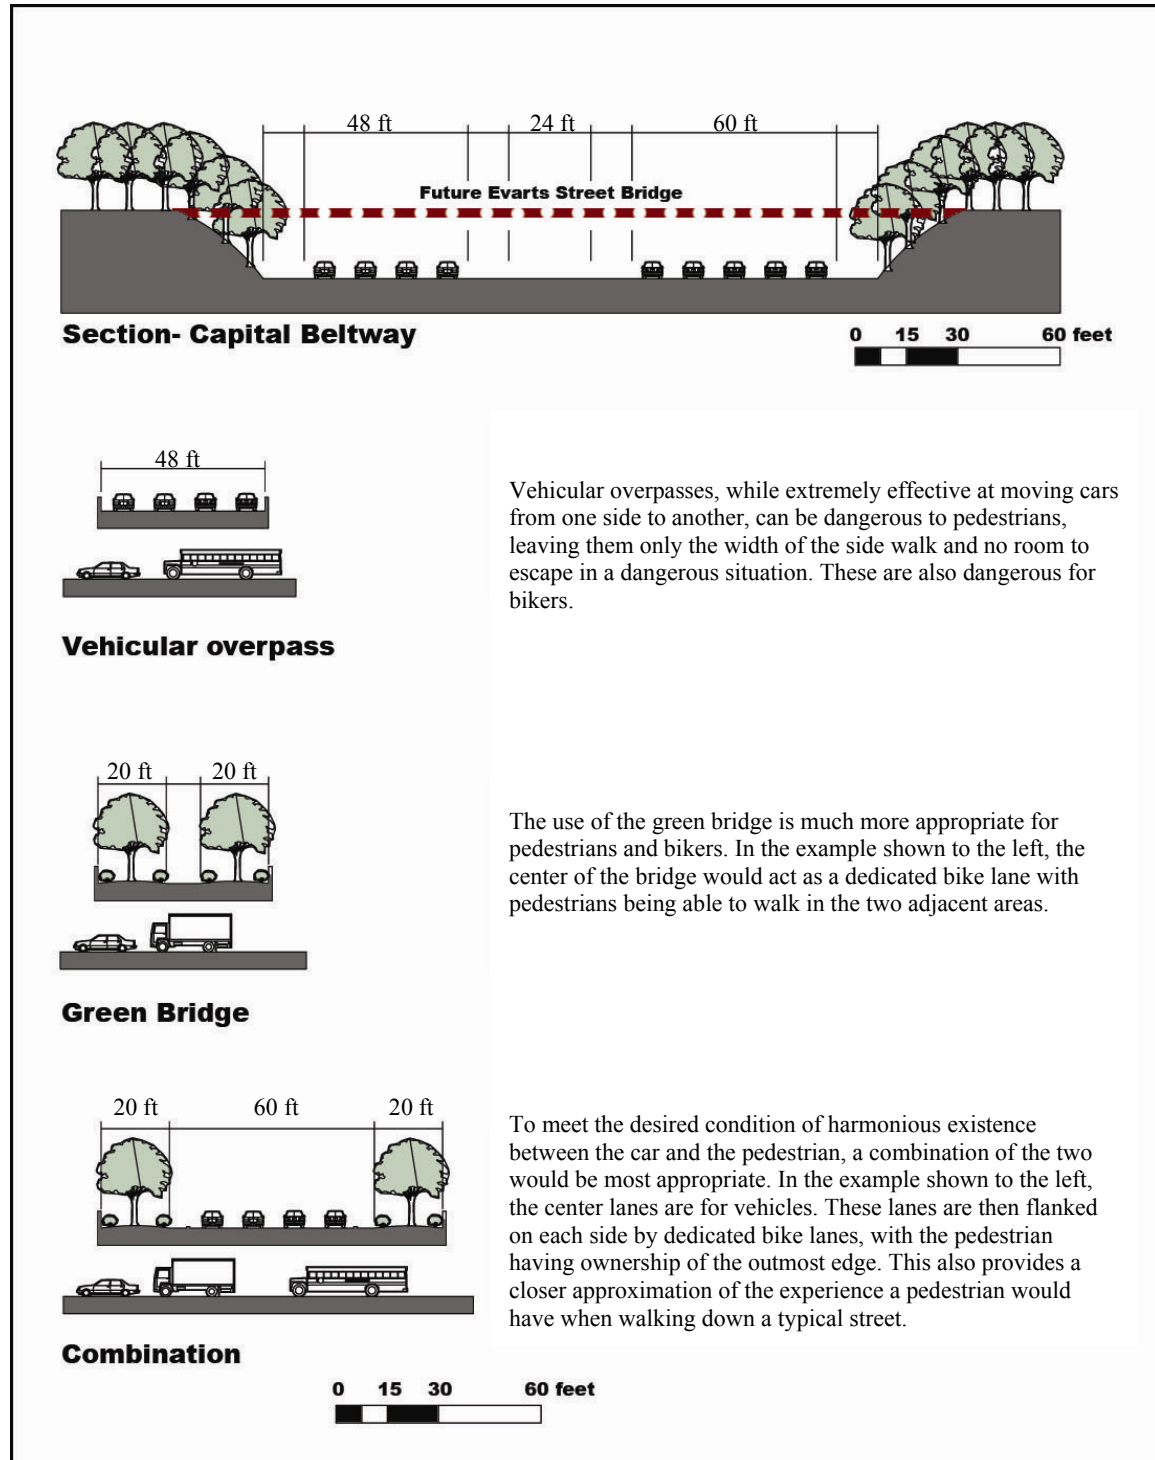 48 ft 24 ft 60 ft
Future Evarts Street Bridge
Section- Capital Beltway
0 15 30 60 feet
48 ft
Vehicular overpass
Vehicular overpasses, while extremely effective at moving cars
from one side to another, can be dangerous to pedestrians,
leaving them only the width of the side walk and no room to
escape in a dangerous situation. These are also dangerous for
bikers.
20 ft 20 ft
Green Bridge
The use of the green bridge is much more appropriate for
pedestrians and bikers. In the example shown to the left, the
center of the bridge would act as a dedicated bike lane with
pedestrians being able to walk in the two adjacent areas.
20 ft 60 ft 20 ft
Combination
To meet the desired condition of harmonious existence
between the car and the pedestrian, a combination of the two
would be most appropriate. In the example shown to the left,
the center lanes are for vehicles. These lanes are then flanked
on each side by dedicated bike lanes, with the pedestrian
having ownership of the outmost edge. This also provides a
closer approximation of the experience a pedestrian would
have when walking down a typical street.
0 15 30 60 feet